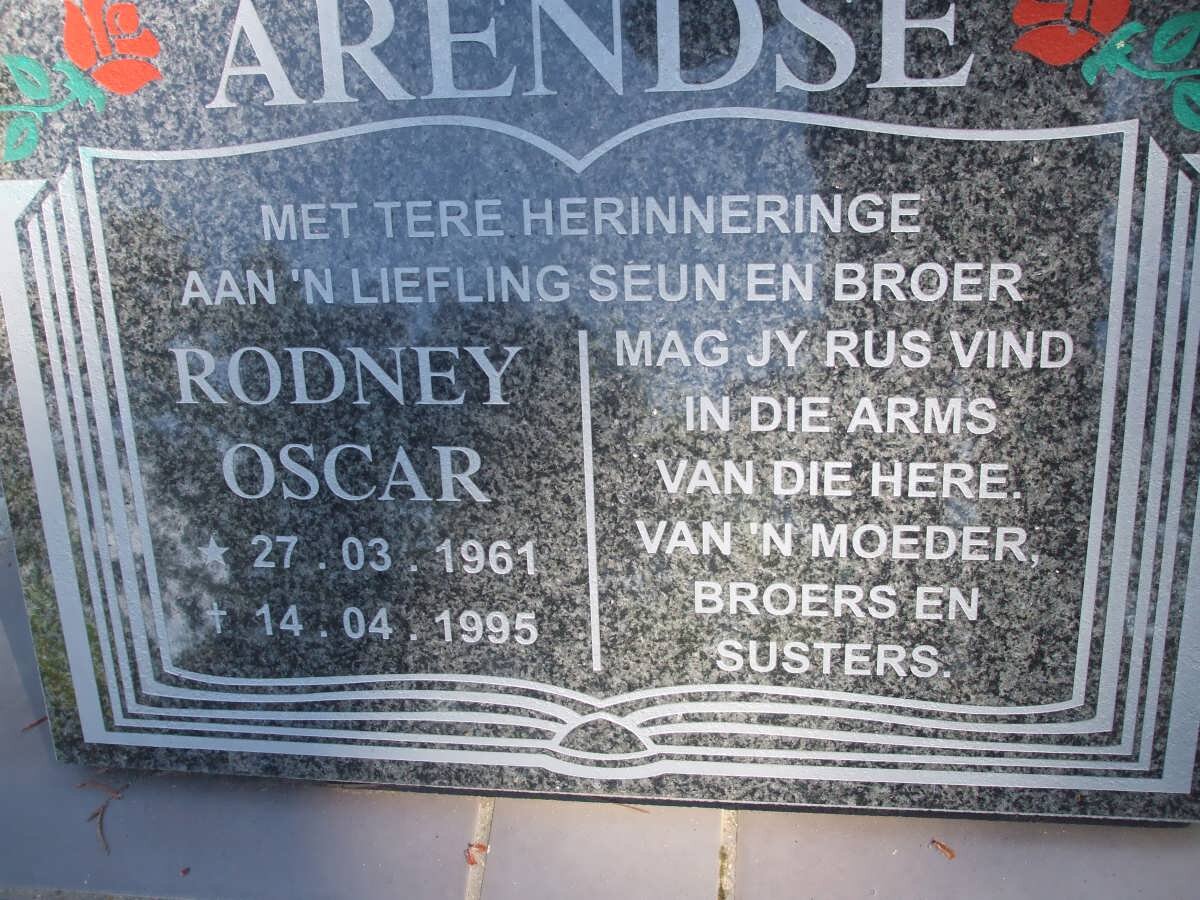 ARENDSE
MET TERE HERINNERINGE
AAN 'N LIEFLING SEUN EN BROER
RODNEY
OSCAR
★ 27 . 03 . 1961
✝ 14 . 04 . 1995
MAG JY RUS VIND
IN DIE ARMS
VAN DIE HERE.
VAN 'N MOEDER,
BROERS EN
SUSTERS.